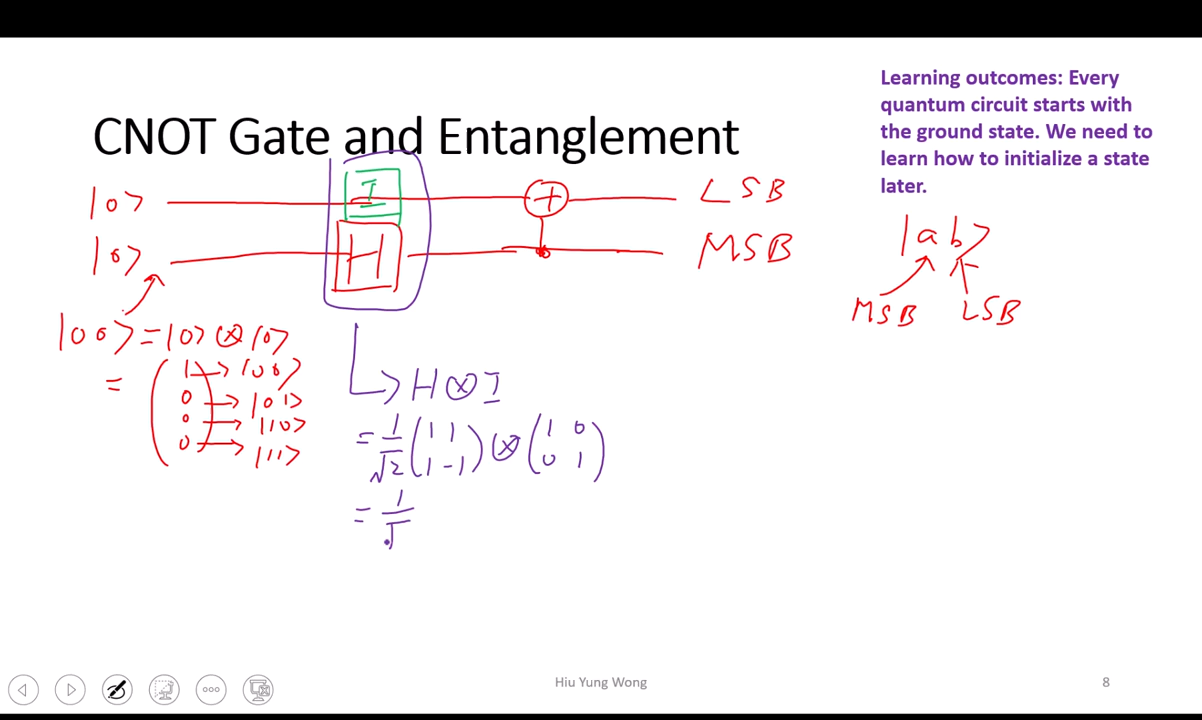 Learning outcomes: Every
quantum circuit starts with
the ground state. We need to
learn how to initialize a state
later.
CNOT Gate and Entanglement
|0> I ⊕ LSB
|0> H MSB
|ab>
MSB LSB
|00> = |0> ⊗ |0>
= ( 1 → |00>
0 → |01>
0 → |10>
0 ) → |11>
→ H ⊗ I
= 1/√2 ( 1 1 ; 1 -1 ) ⊗ ( 1 0 ; 0 1 )
= 1/√
Hiu Yung Wong
8